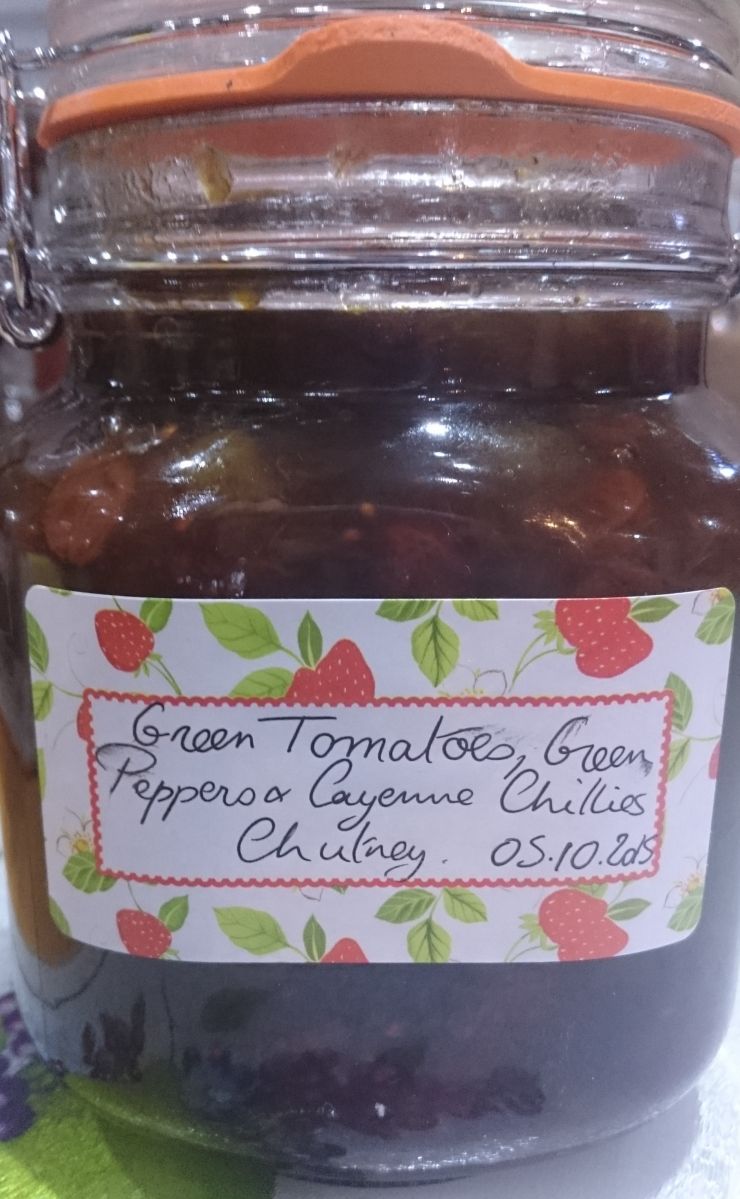 Green Tomatoes, Green
Peppers & Cayenne Chillies
Chutney. 05.10.2015